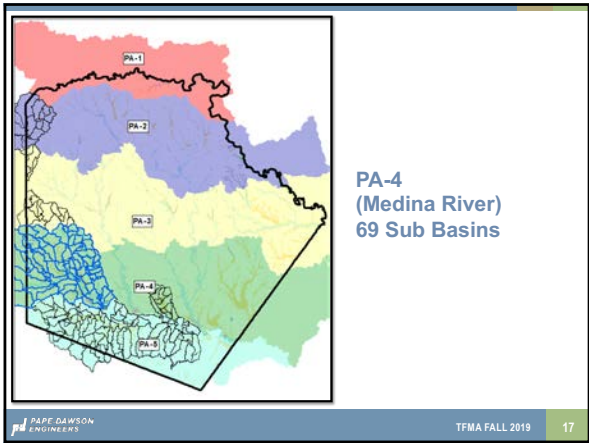 PA-1
PA-2
PA-3
PA-4
PA-5
PA-4
(Medina River)
69 Sub Basins
PAPE-DAWSON
ENGINEERS
TFMA FALL 2019
17